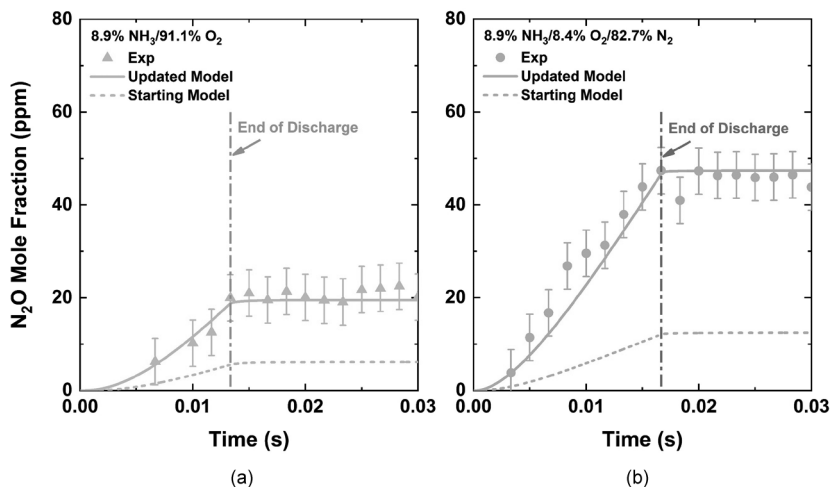 (a)
8.9% NH₃/91.1% O₂
Exp
Updated Model
Starting Model
End of Discharge
N₂O Mole Fraction (ppm)
80
60
40
20
0
0.00
0.01
0.02
0.03
Time (s)
(a)
(b)
8.9% NH₃/8.4% O₂/82.7% N₂
Exp
Updated Model
Starting Model
End of Discharge
80
60
40
20
0
0.00
0.01
0.02
0.03
Time (s)
(b)